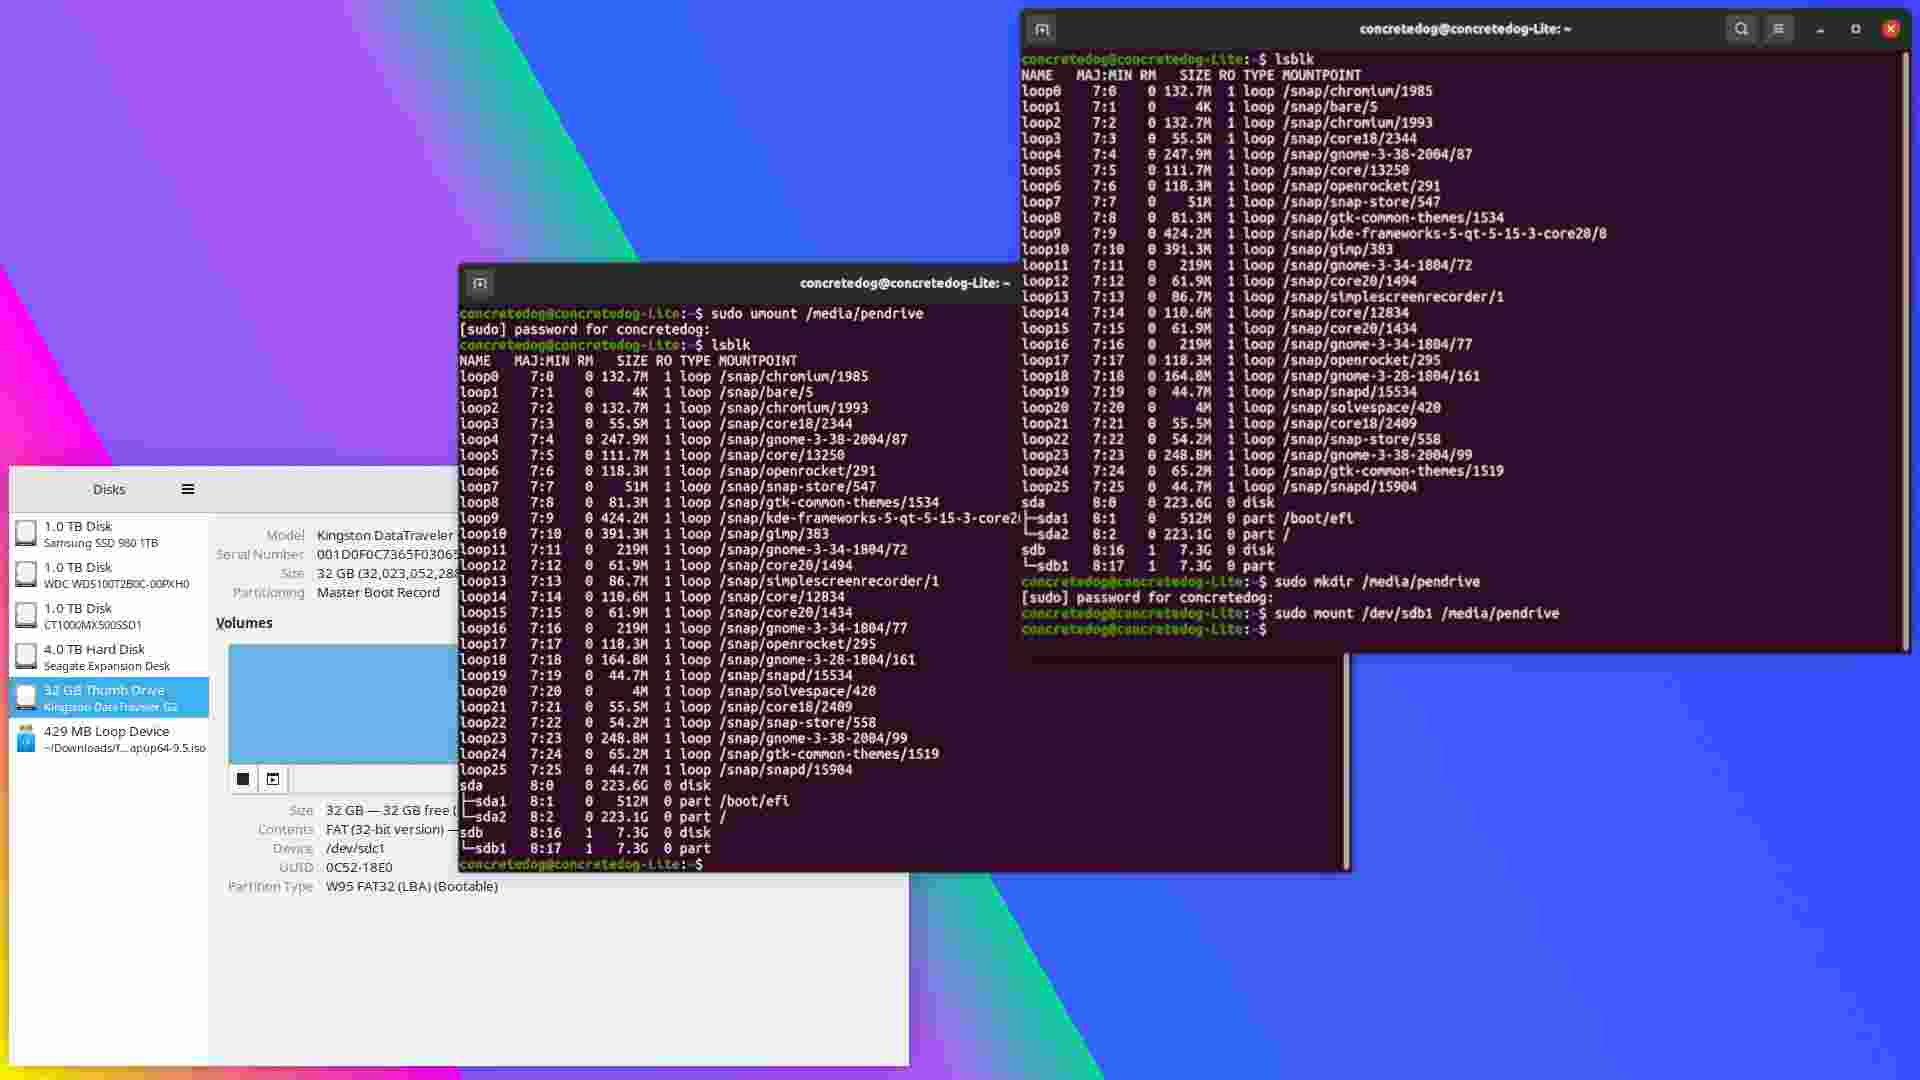 Disks
1.0 TB Disk
Samsung SSD 980 1TB
1.0 TB Disk
WDC WDS100T2B0C-00PXH0
1.0 TB Disk
CT1000MX500SSD1
4.0 TB Hard Disk
Seagate Expansion Desk
32 GB Thumb Drive
Kingston DataTraveler G2
429 MB Loop Device
~/Downloads/f...apup64-9.5.iso
Model Kingston DataTraveler
Serial Number 001D0F0C7365F03065
Size 32 GB (32,023,052,288
Partitioning Master Boot Record
Volumes
Size 32 GB — 32 GB free (
Contents FAT (32-bit version) —
Device /dev/sdc1
UUID 0C52-18E0
Partition Type W95 FAT32 (LBA) (Bootable)
concretedog@concretedog-Lite: ~
concretedog@concretedog-Lite:~$ sudo umount /media/pendrive
[sudo] password for concretedog:
concretedog@concretedog-Lite:~$ lsblk
NAME MAJ:MIN RM SIZE RO TYPE MOUNTPOINT
loop0 7:0 0 132.7M 1 loop /snap/chromium/1985
loop1 7:1 0 4K 1 loop /snap/bare/5
loop2 7:2 0 132.7M 1 loop /snap/chromium/1993
loop3 7:3 0 55.5M 1 loop /snap/core18/2344
loop4 7:4 0 247.9M 1 loop /snap/gnome-3-38-2004/87
loop5 7:5 0 111.7M 1 loop /snap/core/13250
loop6 7:6 0 118.3M 1 loop /snap/openrocket/291
loop7 7:7 0 51M 1 loop /snap/snap-store/547
loop8 7:8 0 81.3M 1 loop /snap/gtk-common-themes/1534
loop9 7:9 0 424.2M 1 loop /snap/kde-frameworks-5-qt-5-15-3-core2
loop10 7:10 0 391.3M 1 loop /snap/gimp/383
loop11 7:11 0 219M 1 loop /snap/gnome-3-34-1804/72
loop12 7:12 0 61.9M 1 loop /snap/core20/1494
loop13 7:13 0 86.7M 1 loop /snap/simplescreenrecorder/1
loop14 7:14 0 110.6M 1 loop /snap/core/12834
loop15 7:15 0 61.9M 1 loop /snap/core20/1434
loop16 7:16 0 219M 1 loop /snap/gnome-3-34-1804/77
loop17 7:17 0 118.3M 1 loop /snap/openrocket/295
loop18 7:18 0 164.8M 1 loop /snap/gnome-3-28-1804/161
loop19 7:19 0 44.7M 1 loop /snap/snapd/15534
loop20 7:20 0 4M 1 loop /snap/solvespace/420
loop21 7:21 0 55.5M 1 loop /snap/core18/2409
loop22 7:22 0 54.2M 1 loop /snap/snap-store/558
loop23 7:23 0 248.8M 1 loop /snap/gnome-3-38-2004/99
loop24 7:24 0 65.2M 1 loop /snap/gtk-common-themes/1519
loop25 7:25 0 44.7M 1 loop /snap/snapd/15904
sda 8:0 0 223.6G 0 disk
├─sda1 8:1 0 512M 0 part /boot/efi
└─sda2 8:2 0 223.1G 0 part /
sdb 8:16 1 7.3G 0 disk
└─sdb1 8:17 1 7.3G 0 part
concretedog@concretedog-Lite:~$
concretedog@concretedog-Lite: ~
concretedog@concretedog-Lite:~$ lsblk
NAME MAJ:MIN RM SIZE RO TYPE MOUNTPOINT
loop0 7:0 0 132.7M 1 loop /snap/chromium/1985
loop1 7:1 0 4K 1 loop /snap/bare/5
loop2 7:2 0 132.7M 1 loop /snap/chromium/1993
loop3 7:3 0 55.5M 1 loop /snap/core18/2344
loop4 7:4 0 247.9M 1 loop /snap/gnome-3-38-2004/87
loop5 7:5 0 111.7M 1 loop /snap/core/13250
loop6 7:6 0 118.3M 1 loop /snap/openrocket/291
loop7 7:7 0 51M 1 loop /snap/snap-store/547
loop8 7:8 0 81.3M 1 loop /snap/gtk-common-themes/1534
loop9 7:9 0 424.2M 1 loop /snap/kde-frameworks-5-qt-5-15-3-core20/8
loop10 7:10 0 391.3M 1 loop /snap/gimp/383
loop11 7:11 0 219M 1 loop /snap/gnome-3-34-1804/72
loop12 7:12 0 61.9M 1 loop /snap/core20/1494
loop13 7:13 0 86.7M 1 loop /snap/simplescreenrecorder/1
loop14 7:14 0 110.6M 1 loop /snap/core/12834
loop15 7:15 0 61.9M 1 loop /snap/core20/1434
loop16 7:16 0 219M 1 loop /snap/gnome-3-34-1804/77
loop17 7:17 0 118.3M 1 loop /snap/openrocket/295
loop18 7:18 0 164.8M 1 loop /snap/gnome-3-28-1804/161
loop19 7:19 0 44.7M 1 loop /snap/snapd/15534
loop20 7:20 0 4M 1 loop /snap/solvespace/420
loop21 7:21 0 55.5M 1 loop /snap/core18/2409
loop22 7:22 0 54.2M 1 loop /snap/snap-store/558
loop23 7:23 0 248.8M 1 loop /snap/gnome-3-38-2004/99
loop24 7:24 0 65.2M 1 loop /snap/gtk-common-themes/1519
loop25 7:25 0 44.7M 1 loop /snap/snapd/15904
sda 8:0 0 223.6G 0 disk
├─sda1 8:1 0 512M 0 part /boot/efi
└─sda2 8:2 0 223.1G 0 part /
sdb 8:16 1 7.3G 0 disk
└─sdb1 8:17 1 7.3G 0 part
concretedog@concretedog-Lite:~$ sudo mkdir /media/pendrive
[sudo] password for concretedog:
concretedog@concretedog-Lite:~$ sudo mount /dev/sdb1 /media/pendrive
concretedog@concretedog-Lite:~$